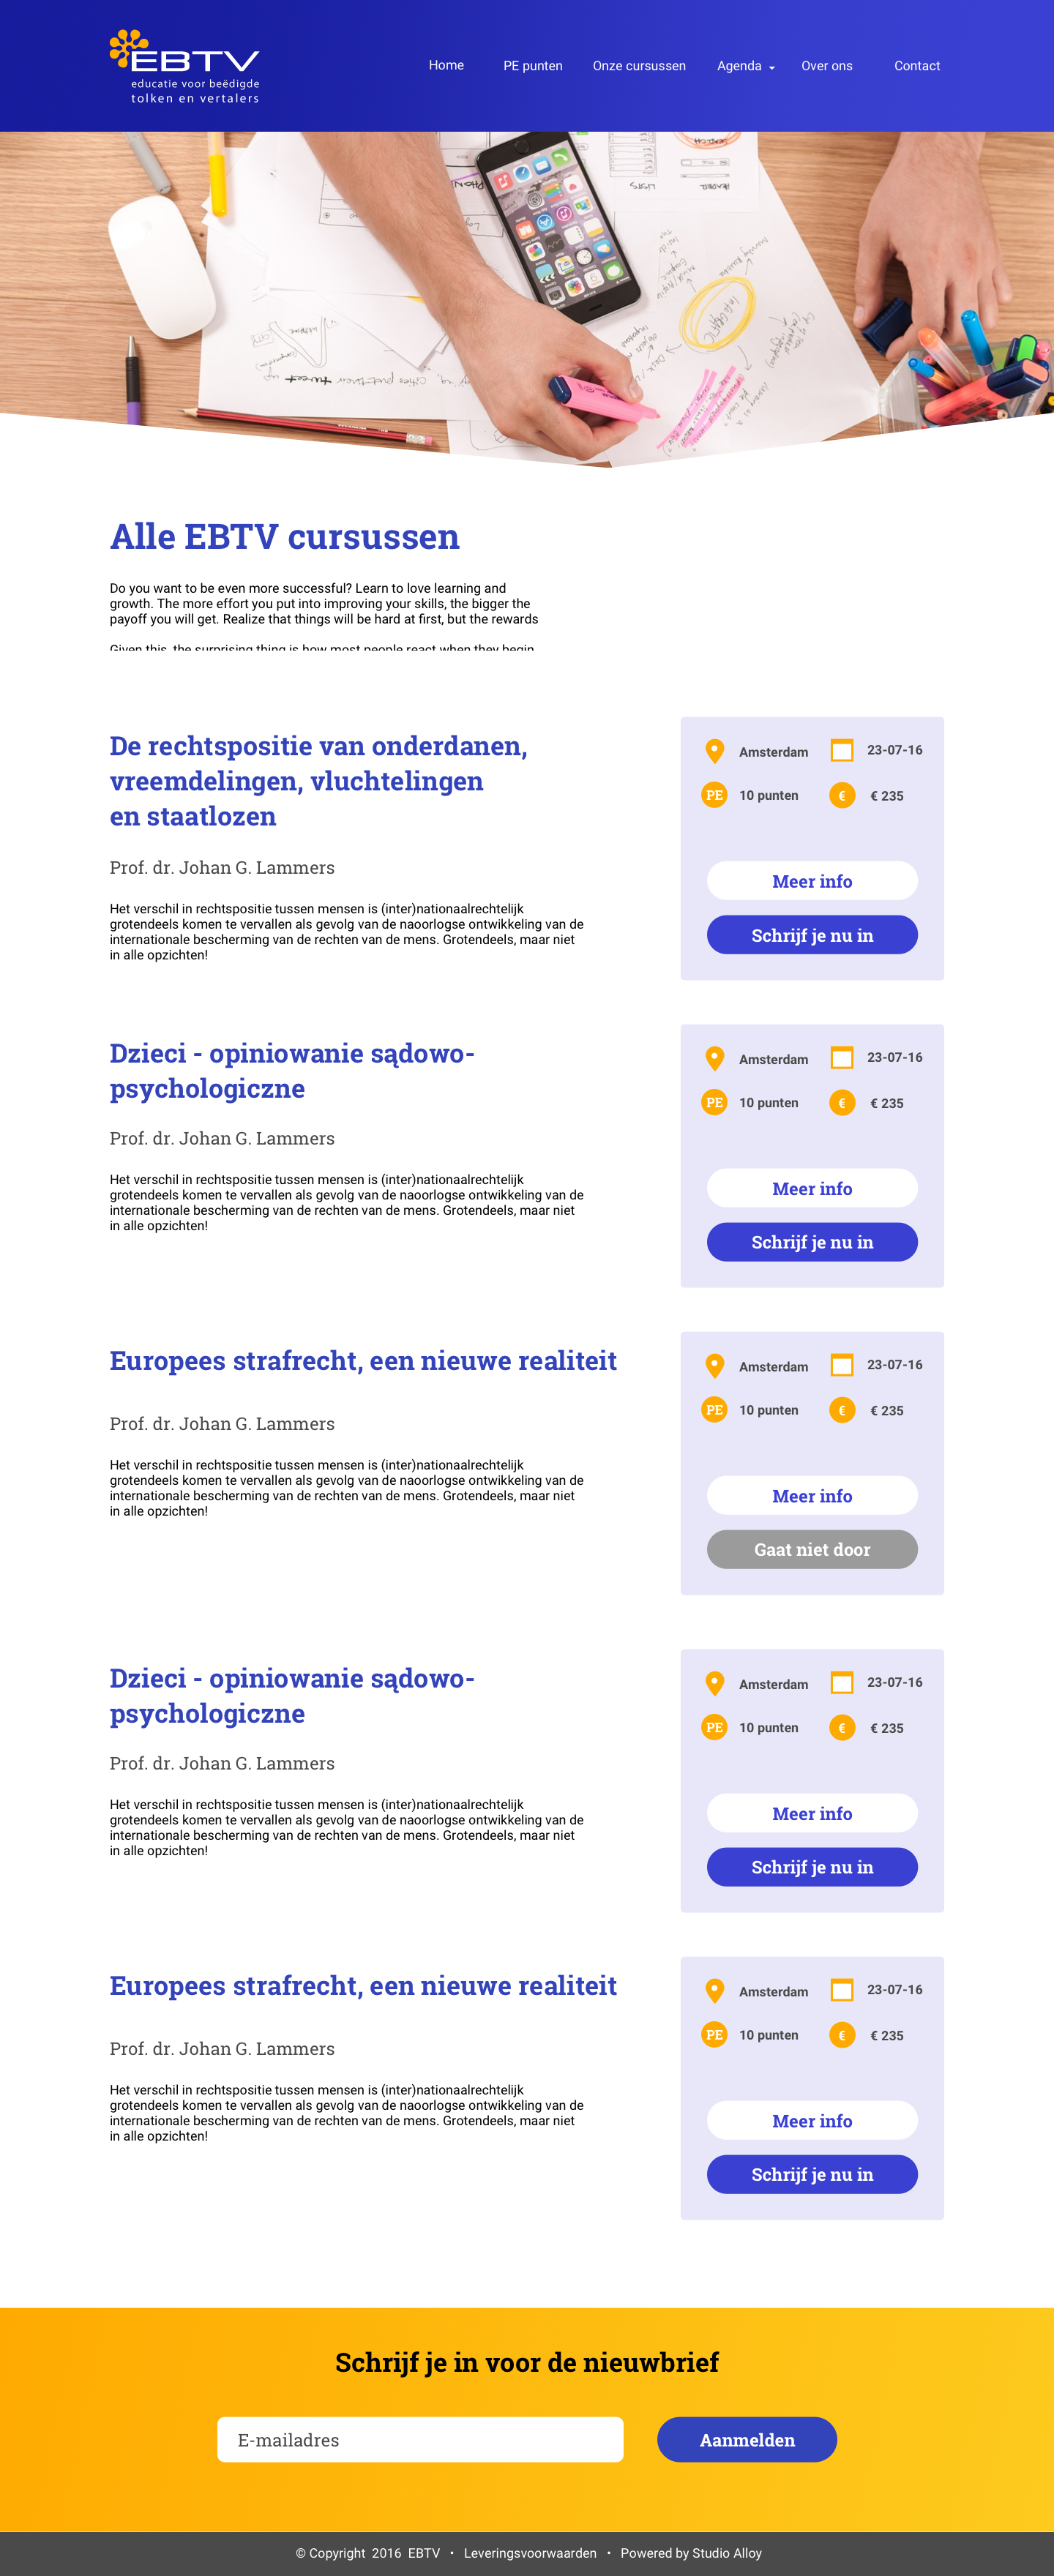 EBTV
educatie voor beëdigde
tolken en vertalers
Home
PE punten
Onze cursussen
Agenda
Over ons
Contact
Alle EBTV cursussen
Do you want to be even more successful? Learn to love learning and
growth. The more effort you put into improving your skills, the bigger the
payoff you will get. Realize that things will be hard at first, but the rewards
Given this, the surprising thing is how most people react when they begin
De rechtspositie van onderdanen,
vreemdelingen, vluchtelingen
en staatlozen
Prof. dr. Johan G. Lammers
Het verschil in rechtspositie tussen mensen is (inter)nationaalrechtelijk
grotendeels komen te vervallen als gevolg van de naoorlogse ontwikkeling van de
internationale bescherming van de rechten van de mens. Grotendeels, maar niet
in alle opzichten!
Amsterdam
23-07-16
PE
10 punten
€
€ 235
Meer info
Schrijf je nu in
Dzieci - opiniowanie sądowo-
psychologiczne
Prof. dr. Johan G. Lammers
Het verschil in rechtspositie tussen mensen is (inter)nationaalrechtelijk
grotendeels komen te vervallen als gevolg van de naoorlogse ontwikkeling van de
internationale bescherming van de rechten van de mens. Grotendeels, maar niet
in alle opzichten!
Amsterdam
23-07-16
PE
10 punten
€
€ 235
Meer info
Schrijf je nu in
Europees strafrecht, een nieuwe realiteit
Prof. dr. Johan G. Lammers
Het verschil in rechtspositie tussen mensen is (inter)nationaalrechtelijk
grotendeels komen te vervallen als gevolg van de naoorlogse ontwikkeling van de
internationale bescherming van de rechten van de mens. Grotendeels, maar niet
in alle opzichten!
Amsterdam
23-07-16
PE
10 punten
€
€ 235
Meer info
Gaat niet door
Dzieci - opiniowanie sądowo-
psychologiczne
Prof. dr. Johan G. Lammers
Het verschil in rechtspositie tussen mensen is (inter)nationaalrechtelijk
grotendeels komen te vervallen als gevolg van de naoorlogse ontwikkeling van de
internationale bescherming van de rechten van de mens. Grotendeels, maar niet
in alle opzichten!
Amsterdam
23-07-16
PE
10 punten
€
€ 235
Meer info
Schrijf je nu in
Europees strafrecht, een nieuwe realiteit
Prof. dr. Johan G. Lammers
Het verschil in rechtspositie tussen mensen is (inter)nationaalrechtelijk
grotendeels komen te vervallen als gevolg van de naoorlogse ontwikkeling van de
internationale bescherming van de rechten van de mens. Grotendeels, maar niet
in alle opzichten!
Amsterdam
23-07-16
PE
10 punten
€
€ 235
Meer info
Schrijf je nu in
Schrijf je in voor de nieuwbrief
E-mailadres
Aanmelden
© Copyright 2016 EBTV • Leveringsvoorwaarden • Powered by Studio Alloy